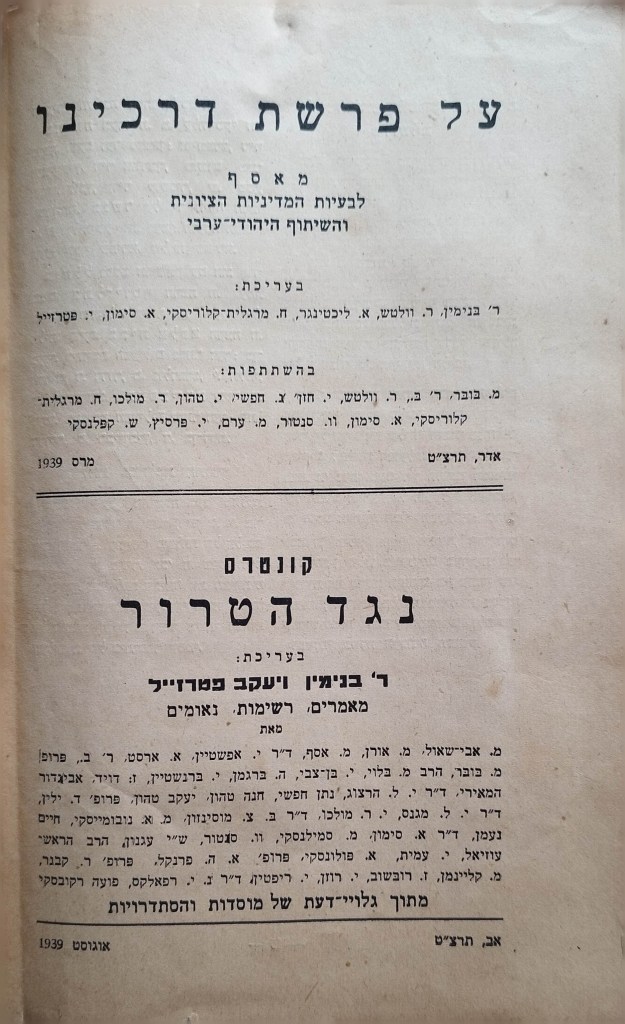 על פרשת דרכינו
מאסף
לבעיות המדיניות הציונית
והשיתוף היהודי־ערבי
בעריכת:
ר' בנימין, ר. וולטש, א. ליכטינגר, ח. מרגלית־קלוריסקי, א. סימון, י. פטרזייל
בהשתתפות:
מ. בובר, ר' ב., ר. וולטש, י. חזן, נ. חפשי, י. טהון, ר. מולכו, ח. מרגלית־
קלוריסקי, א. סימון, וו. סנטור, מ. ערם, י. פרסיץ, ש. קפלנסקי
אדר, תרצ"ט מרס 1939
קונטרס
נגד הטרור
בעריכת:
ר' בנימין ויעקב פטרזייל
מאמרים, רשימות, נאומים
מאת
מ. אבי־שאול, מ. אורן, מ. אסף, ד"ר י. אפשטיין, א. ארסט, ר' ב., פרופ'
מ. בובר, הרב מ. בלוי, י. בן־צבי, ה. ברגמן, י. ברנשטיין, ז. דויד, אביגדור
המאירי, ד"ר י. ל. הרצוג, נתן חפשי, חנה טהון, יעקב טהון, פרופ' ד. ילין,
ד"ר י. ל. מגנס, י. ר. מולכו, ד"ר ב. צ. מוסינזון, מ. א. נובומייסקי, חיים
נעמן, ד"ר א. סימון, מ. סמילנסקי, וו. סנטור, ש"י עגנון, הרב הראשי
עוזיאל, י. עמית, א. פולונסקי, פרופ' א. ה. פרנקל, פרופ' ר. קבנר,
מ. קליינמן, ז. רובשוב, י. רוזן, י. ריפטין, ד"ר נ. י. רפאלקס, פועה רקובסקי
מתוך גלויי־דעת של מוסדות והסתדרויות
אב, תרצ"ט אוגוסט 1939